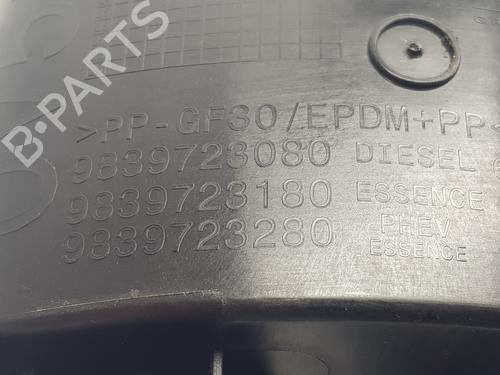 B-PARTS
>PP-GF30/EPDM+PP
9839723080 DIESEL
9839723180 ESSENCE
9839723280 PHEV
ESSENCE